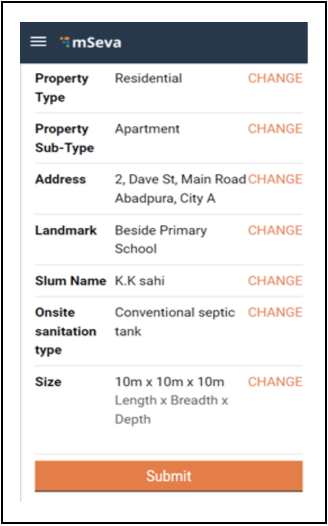 mSeva
Property Residential CHANGE
Type
Property Apartment CHANGE
Sub-Type
Address 2, Dave St, Main Road CHANGE
Abadpura, City A
Landmark Beside Primary CHANGE
School
Slum Name K.K sahi CHANGE
Onsite Conventional septic CHANGE
sanitation tank
type
Size 10m x 10m x 10m CHANGE
Length x Breadth x
Depth
Submit